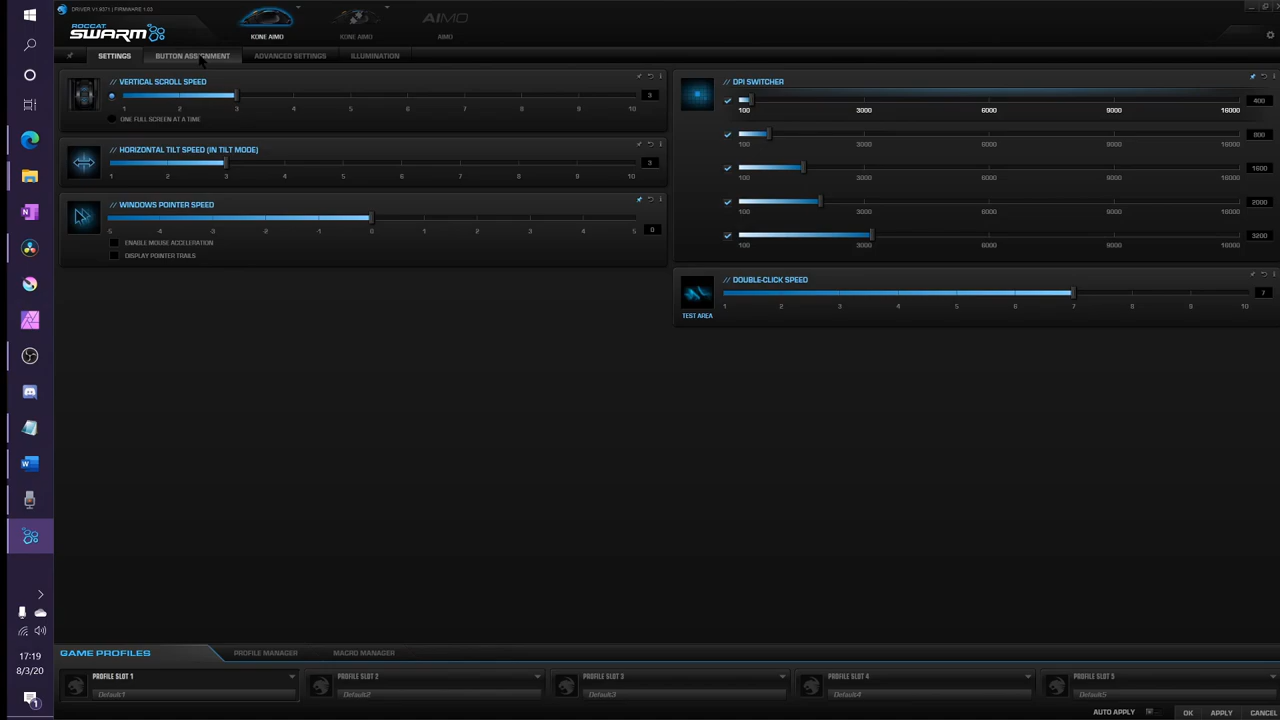 DRIVER V1.9371 | FIRMWARE 1.03
ROCCAT
SWARM
KONE AIMO
KONE AIMO
AIMO
AIMO
SETTINGS
BUTTON ASSIGNMENT
ADVANCED SETTINGS
ILLUMINATION
// VERTICAL SCROLL SPEED
3
1 2 3 4 5 6 7 8 9 10
ONE FULL SCREEN AT A TIME
// HORIZONTAL TILT SPEED (IN TILT MODE)
3
1 2 3 4 5 6 7 8 9 10
// WINDOWS POINTER SPEED
-5 -4 -3 -2 -1 0 1 2 3 4 5
0
ENABLE MOUSE ACCELERATION
DISPLAY POINTER TRAILS
// DPI SWITCHER
400
100 3000 6000 9000 16000
800
100 3000 6000 9000 16000
1600
100 3000 6000 9000 16000
2000
100 3000 6000 9000 16000
3200
100 3000 6000 9000 16000
// DOUBLE-CLICK SPEED
7
1 2 3 4 5 6 7 8 9 10
TEST AREA
17:19
8/3/20
1
GAME PROFILES
PROFILE MANAGER
MACRO MANAGER
PROFILE SLOT 1
Default1
PROFILE SLOT 2
Default2
PROFILE SLOT 3
Default3
PROFILE SLOT 4
Default4
PROFILE SLOT 5
Default5
AUTO APPLY
OK
APPLY
CANCEL